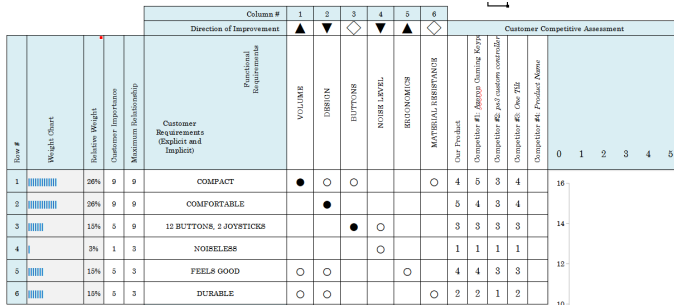 Column # 1 2 3 4 5 6
Direction of Improvement ▲ ▼ ◇ ▼ ▲ ◇ Customer Competitive Assessment
Row #
Weight Chart
Relative Weight
Customer Importance
Maximum Relationship
Functional
Requirements
Customer
Requirements
(Explicit and
Implicit)
VOLUME
DESIGN
BUTTONS
NOISE LEVEL
ERGONOMICS
MATERIAL RESISTANCE
Our Product
Competitor #1: Gaming
Competitor #2: ps3 custom controller
Competitor #3: One Tilt
Competitor #4: Product Name
0 1 2 3 4 5
1 26% 9 9 COMPACT ● ○ ○ ○ 4 5 3 4
2 26% 9 9 COMFORTABLE ● 5 4 3 4
3 15% 5 9 12 BUTTONS, 2 JOYSTICKS ● ○ 3 3 3 3
4 3% 1 3 NOISELESS ○ 1 1 1 1
5 15% 5 3 FEELS GOOD ○ ○ ○ 4 4 3 3
6 15% 5 3 DURABLE ○ ○ ○ 2 2 1 2
16
14
12
10